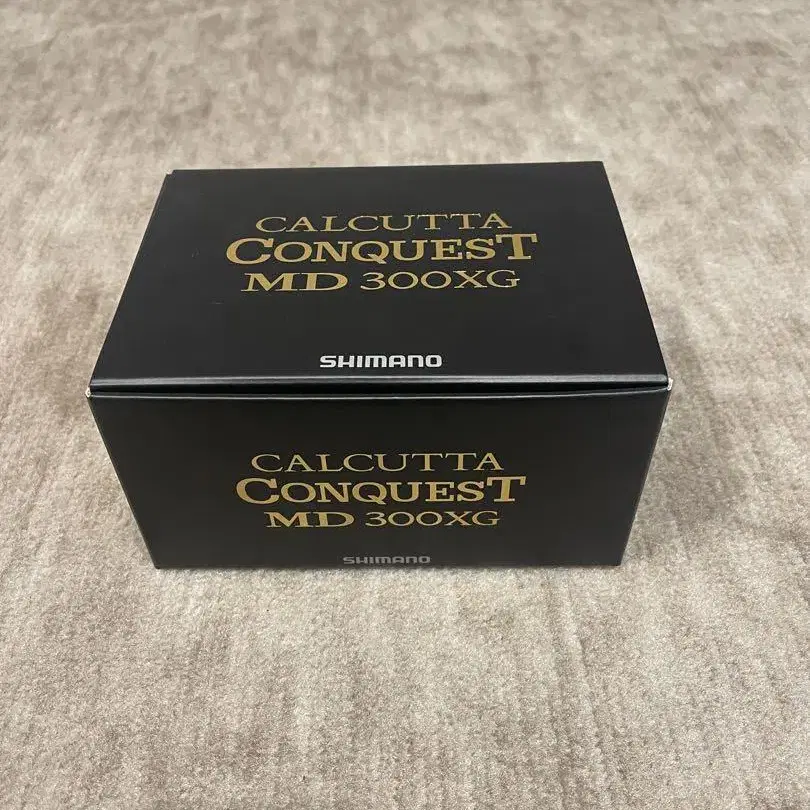 CALCUTTA
CONQUEST
MD 300XG
SHIMANO
CALCUTTA
CONQUEST
MD 300XG
SHIMANO